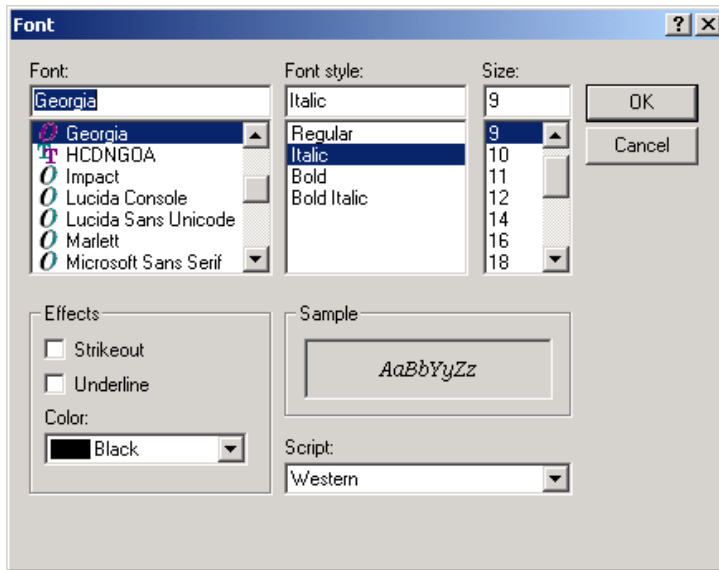 Font
Font:
Font style:
Size:
Georgia
Italic
9
OK
Cancel
Georgia
HCDNGOA
Impact
Lucida Console
Lucida Sans Unicode
Marlett
Microsoft Sans Serif
Regular
Italic
Bold
Bold Italic
9
10
11
12
14
16
18
Effects
Strikeout
Underline
Color:
Black
Sample
AaBbYyZz
Script:
Western